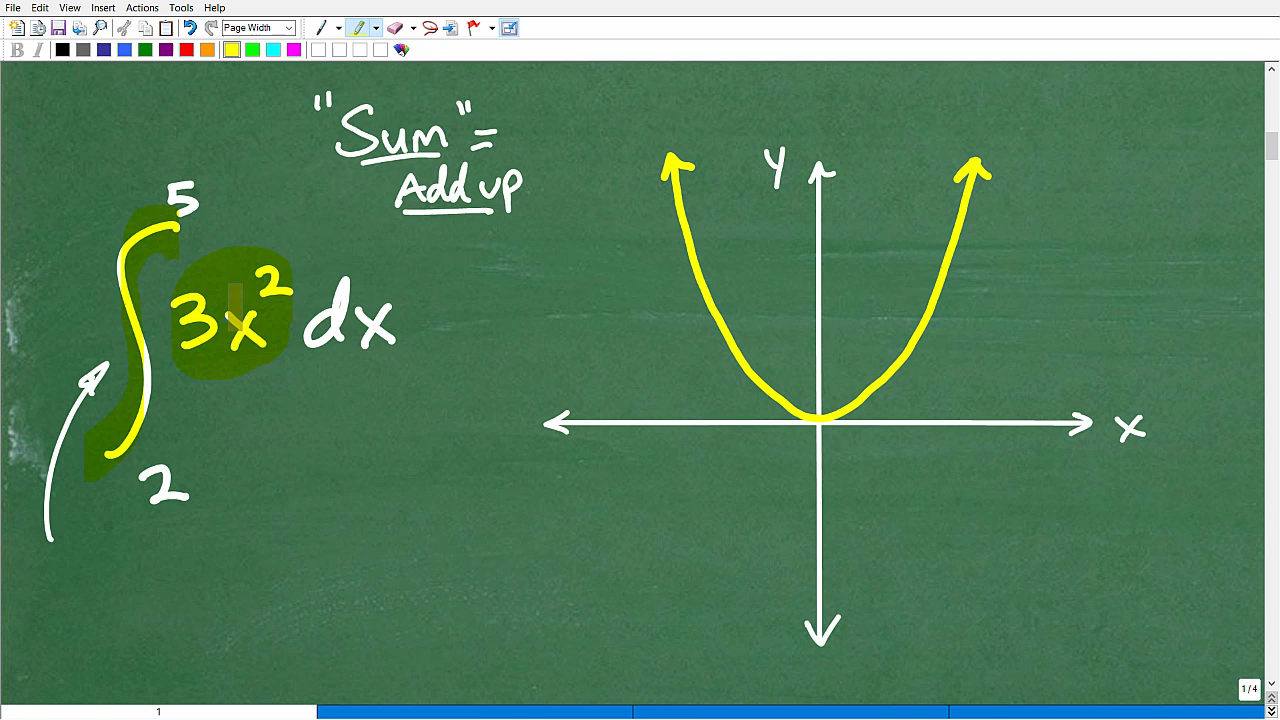 File Edit View Insert Actions Tools Help
Page Width
B I
"Sum" =
Add up
5
∫ 3x² dx
2
y
x
1/4
1